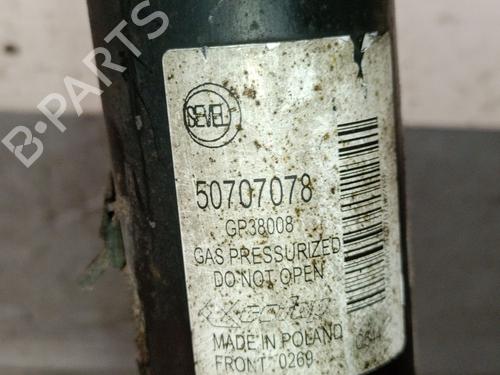 B-PARTS
SEVEL
50707078
GP38008
GAS PRESSURIZED
DO NOT OPEN
MADE IN POLAND
FRONT 0269